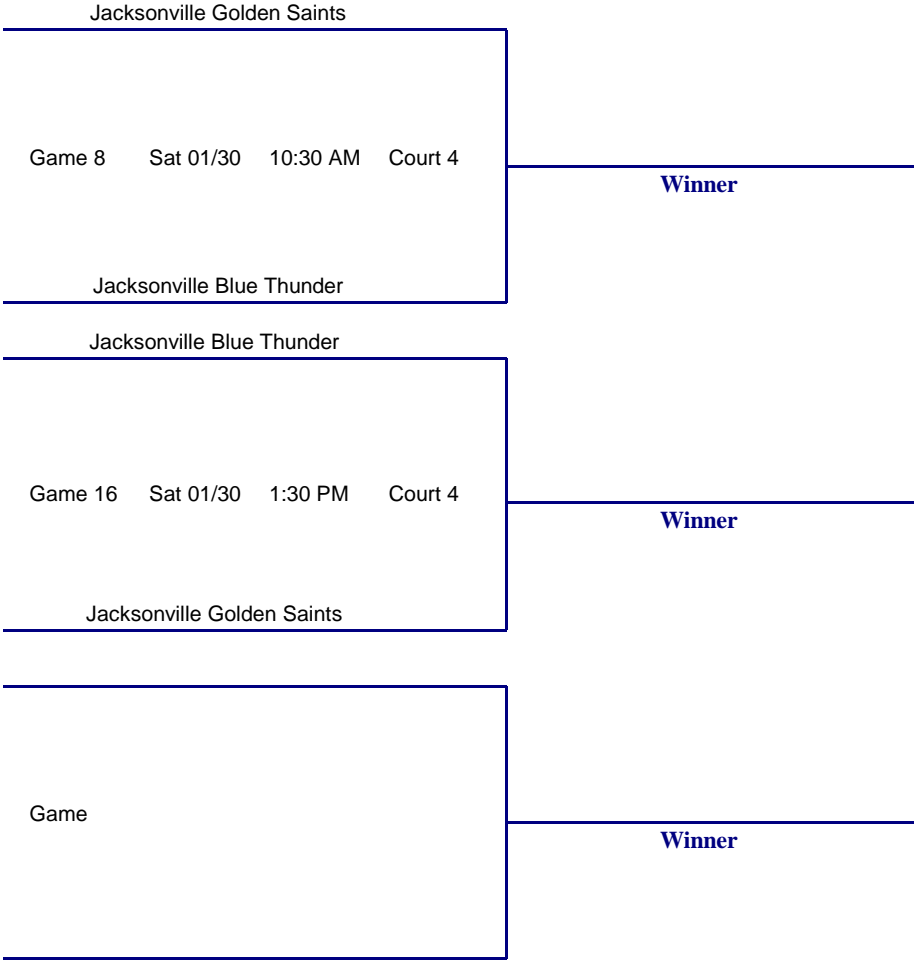 Jacksonville Golden Saints
Game 8 Sat 01/30 10:30 AM Court 4
Winner
Jacksonville Blue Thunder
Jacksonville Blue Thunder
Game 16 Sat 01/30 1:30 PM Court 4
Winner
Jacksonville Golden Saints
Game
Winner